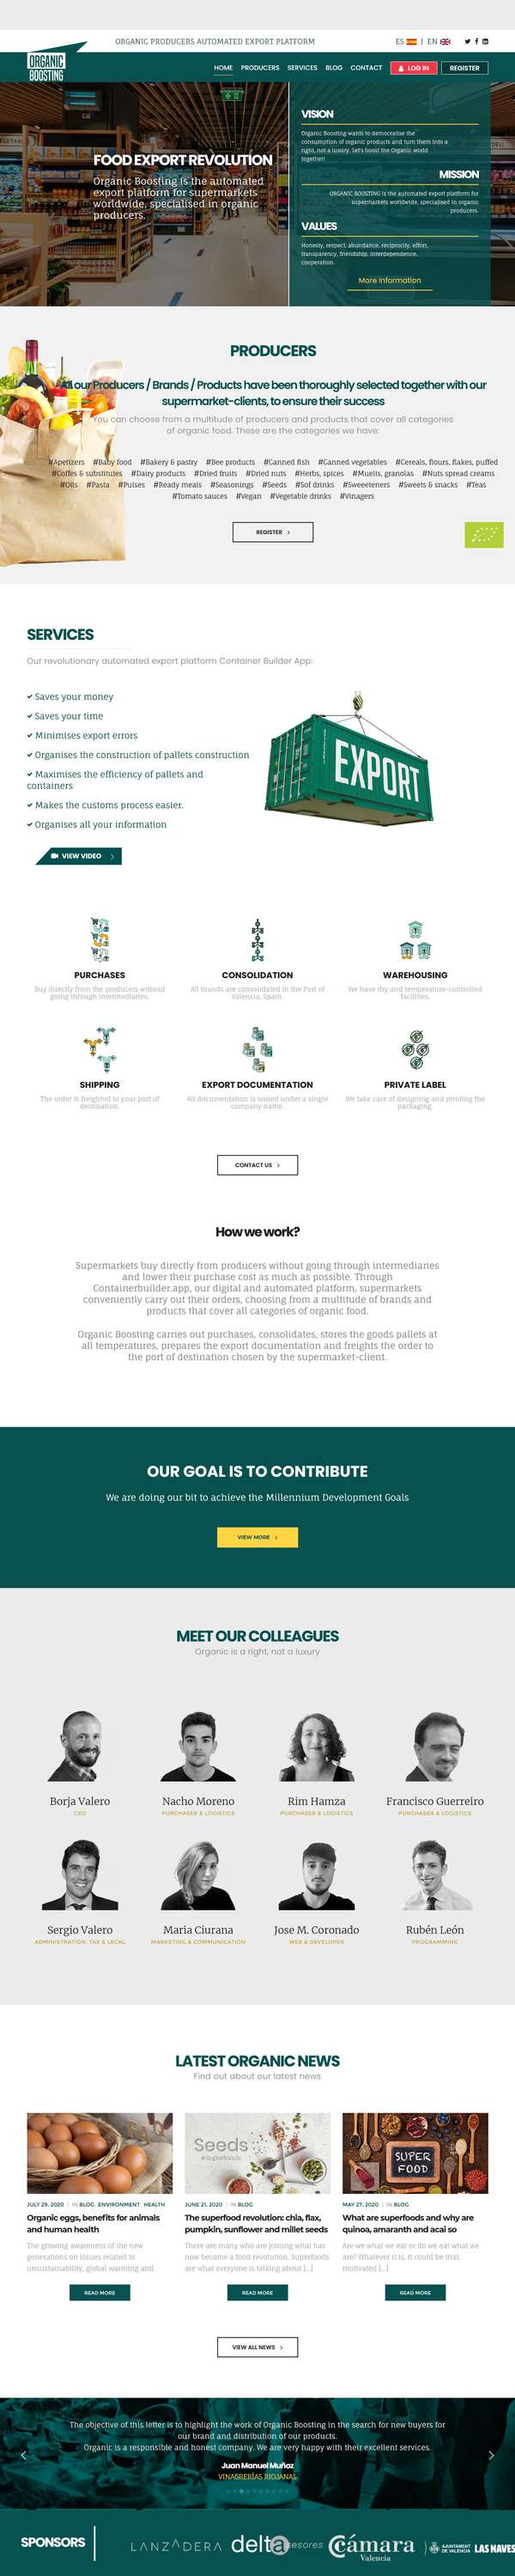 ORGANIC PRODUCERS AUTOMATED EXPORT PLATFORM
ES | EN
ORGANIC
BOOSTING
HOME PRODUCERS SERVICES BLOG CONTACT LOG IN REGISTER
FOOD EXPORT REVOLUTION
Organic Boosting is the automated
export platform for supermarkets
worldwide, specialised in organic
producers.
VISION
Organic Boosting wants to democratise the
consumption of organic products and turn them into a
right, not a luxury. Let's boost the Organic world
together!
MISSION
ORGANIC BOOSTING is the automated export platform for
supermarkets worldwide, specialised in organic
producers.
VALUES
Honesty, respect, abundance, reciprocity, effort,
transparency, friendship, interdependence,
cooperation.
More information
PRODUCERS
All our Producers / Brands / Products have been thoroughly selected together with our
supermarket-clients, to ensure their success
You can choose from a multitude of producers and products that cover all categories
of organic food. These are the categories we have:
#Apetizers #Baby food #Bakery & pastry #Bee products #Canned fish #Canned vegetables #Cereals, flours, flakes, puffed
#Coffes & substitutes #Dairy products #Dried fruits #Dried nuts #Herbs, spices #Muelis, granolas #Nuts spread creams
#Oils #Pasta #Pulses #Ready meals #Seasonings #Seeds #Sof drinks #Sweeeteners #Sweets & snacks #Teas
#Tomato sauces #Vegan #Vegetable drinks #Vinagers
REGISTER >
SERVICES
Our revolutionary automated export platform Container Builder App:
✔ Saves your money
✔ Saves your time
✔ Minimises export errors
✔ Organises the construction of pallets construction
✔ Maximises the efficiency of pallets and
containers
✔ Makes the customs process easier.
✔ Organises all your information
EXPORT
VIEW VIDEO >
PURCHASES
Buy directly from the producers without
going through intermediaries.
CONSOLIDATION
All brands are consolidated in the Port of
Valencia, Spain.
WAREHOUSING
We have dry and temperature-controlled
facilities.
SHIPPING
The order is freighted to your port of
destination.
EXPORT DOCUMENTATION
All documentation is issued under a single
company name.
PRIVATE LABEL
We take care of designing and printing the
packaging.
CONTACT US >
How we work?
Supermarkets buy directly from producers without going through intermediaries
and lower their purchase cost as much as possible. Through
Containerbuilder.app, our digital and automated platform, supermarkets
conveniently carry out their orders, choosing from a multitude of brands and
products that cover all categories of organic food.
Organic Boosting carries out purchases, consolidates, stores the goods pallets at
all temperatures, prepares the export documentation and freights the order to
the port of destination chosen by the supermarket-client.
OUR GOAL IS TO CONTRIBUTE
We are doing our bit to achieve the Millennium Development Goals
VIEW MORE >
MEET OUR COLLEAGUES
Organic is a right, not a luxury
Borja Valero
CEO
Nacho Moreno
PURCHASER & LOGISTICS
Rim Hamza
PURCHASER & LOGISTICS
Francisco Guerreiro
PURCHASER & LOGISTICS
Sergio Valero
ADMINISTRATION, TAX & LEGAL
Maria Ciurana
MARKETING & COMMUNICATION
Jose M. Coronado
WEB & DEVELOPER
Rubén León
PROGRAMMING
LATEST ORGANIC NEWS
Find out about our latest news
JULY 29, 2020 | IN BLOG, ENVIRONMENT, HEALTH
Organic eggs, benefits for animals
and human health
The growing awareness of the new
generations on issues related to
unsustainability, global warming and
READ MORE
Seeds
#Superfoods
JUNE 21, 2020 | IN BLOG
The superfood revolution: chia, flax,
pumpkin, sunflower and millet seeds
There are many who are joining what has
now become a food revolution. Superfoods
are what everyone is talking about [...]
READ MORE
SUPER
FOOD
MAY 27, 2020 | IN BLOG
What are superfoods and why are
quinoa, amaranth and acai so
Are we what we eat or do we eat what we
are? Whatever it is, it could be that,
motivated [...]
READ MORE
VIEW ALL NEWS >
The objective of this letter is to highlight the work of Organic Boosting in the search for new buyers for
our brand and distribution of our products.
Organic is a responsible and honest company. We are very happy with their excellent services.
Juan Manuel Muñoz
VINAGRERÍAS RIOJANAS
SPONSORS
LANZADERA
delta asesores
Cámara
Valencia
AJUNTAMENT
DE VALÈNCIA
LAS NAVES